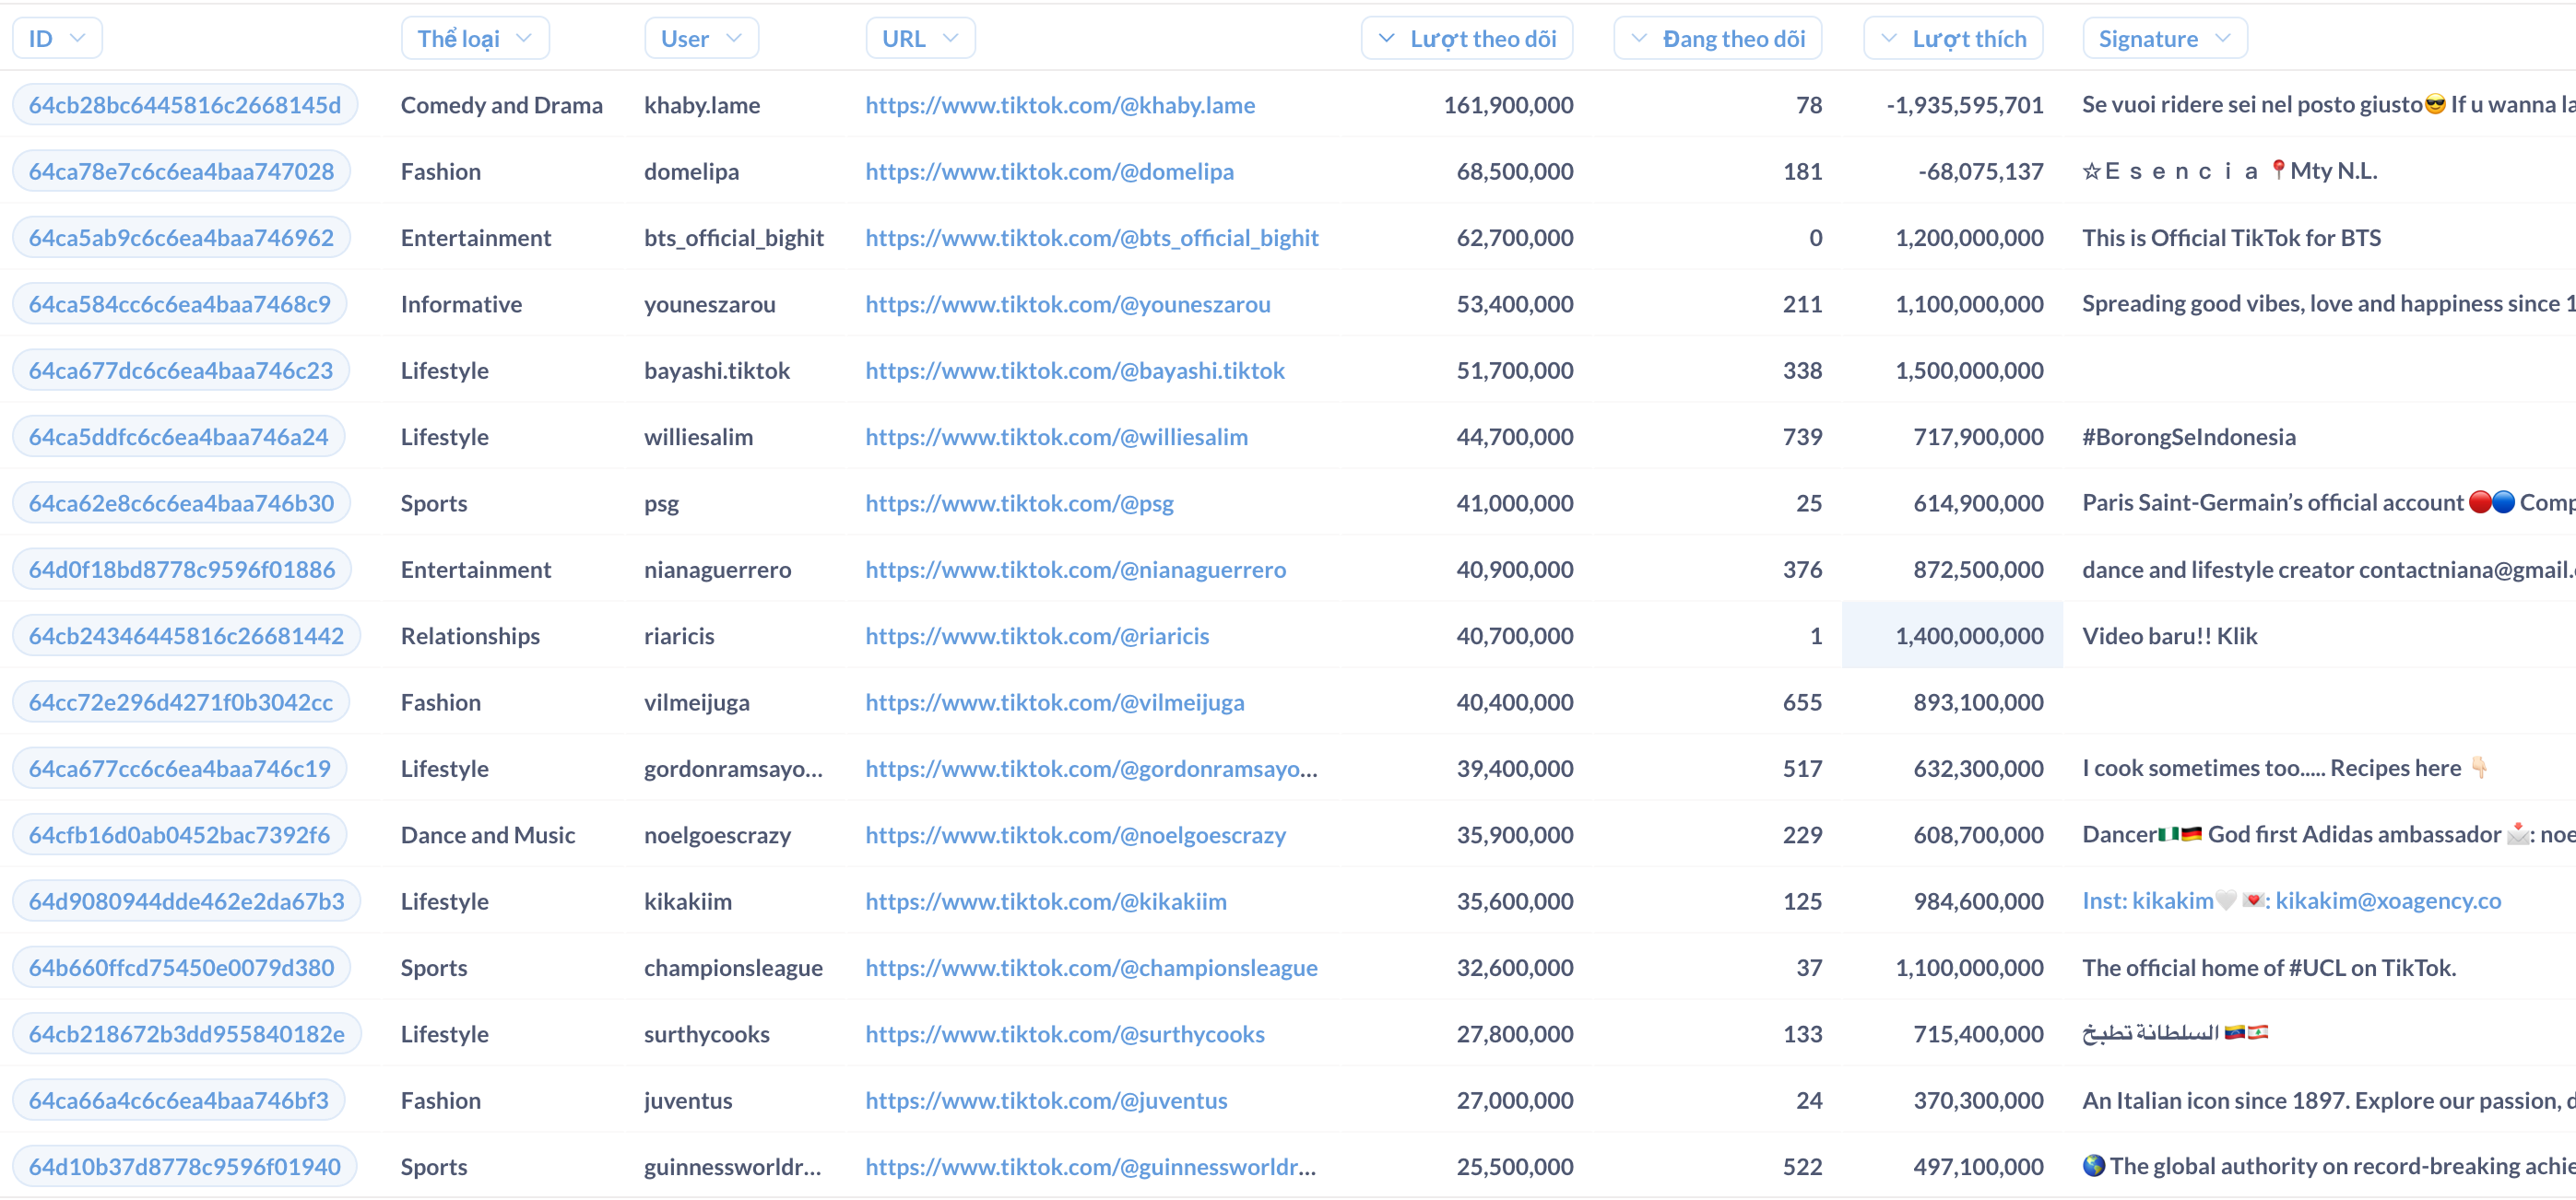 ID Thể loại User URL Lượt theo dõi Đang theo dõi Lượt thích Signature
64cb28bc6445816c2668145d Comedy and Drama khaby.lame https://www.tiktok.com/@khaby.lame 161,900,000 78 -1,935,595,701 Se vuoi ridere sei nel posto giusto😎 If u wanna la
64ca78e7c6c6ea4baa747028 Fashion domelipa https://www.tiktok.com/@domelipa 68,500,000 181 -68,075,137 ☆Ｅｓｅｎｃｉａ 📍Mty N.L.
64ca5ab9c6c6ea4baa746962 Entertainment bts_official_bighit https://www.tiktok.com/@bts_official_bighit 62,700,000 0 1,200,000,000 This is Official TikTok for BTS
64ca584cc6c6ea4baa7468c9 Informative youneszarou https://www.tiktok.com/@youneszarou 53,400,000 211 1,100,000,000 Spreading good vibes, love and happiness since 1
64ca677dc6c6ea4baa746c23 Lifestyle bayashi.tiktok https://www.tiktok.com/@bayashi.tiktok 51,700,000 338 1,500,000,000
64ca5ddfc6c6ea4baa746a24 Lifestyle williesalim https://www.tiktok.com/@williesalim 44,700,000 739 717,900,000 #BorongSeIndonesia
64ca62e8c6c6ea4baa746b30 Sports psg https://www.tiktok.com/@psg 41,000,000 25 614,900,000 Paris Saint-Germain’s official account 🔴🔵 Comp
64d0f18bd8778c9596f01886 Entertainment nianaguerrero https://www.tiktok.com/@nianaguerrero 40,900,000 376 872,500,000 dance and lifestyle creator contactniana@gmail.c
64cb24346445816c26681442 Relationships riaricis https://www.tiktok.com/@riaricis 40,700,000 1 1,400,000,000 Video baru!! Klik
64cc72e296d4271f0b3042cc Fashion vilmeijuga https://www.tiktok.com/@vilmeijuga 40,400,000 655 893,100,000
64ca677cc6c6ea4baa746c19 Lifestyle gordonramsayo... https://www.tiktok.com/@gordonramsayo... 39,400,000 517 632,300,000 I cook sometimes too..... Recipes here 👇🏻
64cfb16d0ab0452bac7392f6 Dance and Music noelgoescrazy https://www.tiktok.com/@noelgoescrazy 35,900,000 229 608,700,000 Dancer🇳🇬🇩🇪 God first Adidas ambassador 📩: noe
64d9080944dde462e2da67b3 Lifestyle kikakiim https://www.tiktok.com/@kikakiim 35,600,000 125 984,600,000 Inst: kikakim🤍 💌: kikakim@xoagency.co
64b660ffcd75450e0079d380 Sports championsleague https://www.tiktok.com/@championsleague 32,600,000 37 1,100,000,000 The official home of #UCL on TikTok.
64cb218672b3dd955840182e Lifestyle surthycooks https://www.tiktok.com/@surthycooks 27,800,000 133 715,400,000 السلطانة تطبخ 🇻🇪🇱🇧
64ca66a4c6c6ea4baa746bf3 Fashion juventus https://www.tiktok.com/@juventus 27,000,000 24 370,300,000 An Italian icon since 1897. Explore our passion, d
64d10b37d8778c9596f01940 Sports guinnessworldr... https://www.tiktok.com/@guinnessworldr... 25,500,000 522 497,100,000 🌎 The global authority on record-breaking achie